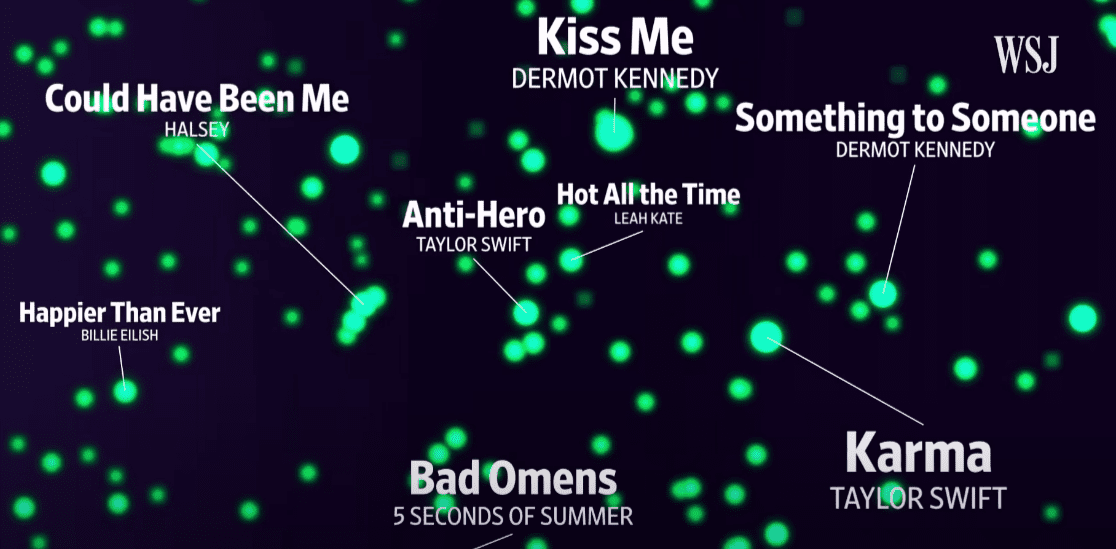 Kiss Me
DERMOT KENNEDY
WSJ
Could Have Been Me
HALSEY
Something to Someone
DERMOT KENNEDY
Hot All the Time
LEAH KATE
Anti-Hero
TAYLOR SWIFT
Happier Than Ever
BILLIE EILISH
Karma
TAYLOR SWIFT
Bad Omens
5 SECONDS OF SUMMER